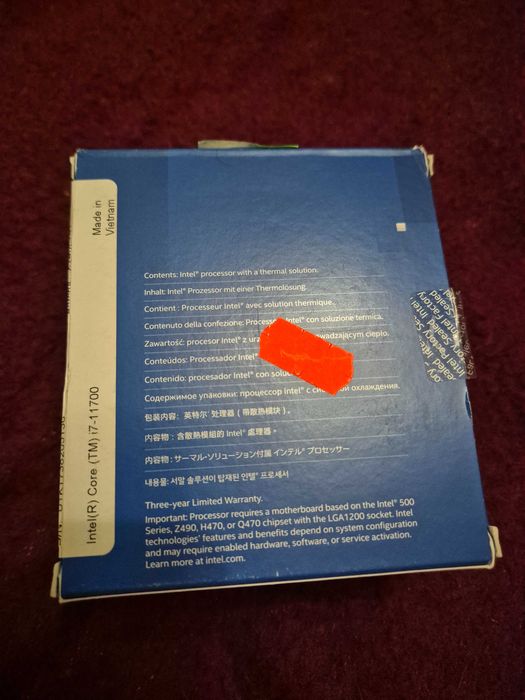 Made in
Vietnam
Intel(R) Core (TM) i7-11700
Contents: Intel® processor with a thermal solution.
Inhalt: Intel® Prozessor mit einer Thermolösung.
Contient : Processeur Intel® avec solution thermique.
Contenuto della confezione: Intel® con soluzione termica.
Zawartość: procesor Intel® z ciepło.
Conteúdos: Processador Intel
Contenido: procesador Intel® con
Содержимое упаковки: процессор Intel® с охлаждения.
包装内容：英特尔® 处理器（带散热模块）.
內容物：含散熱模組的 Intel® 處理器。
内容物：サーマル・ソリューション付属 インテル® プロセッサー
내용물: 서멀 솔루션이 탑재된 인텔® 프로세서
Three-year Limited Warranty.
Important: Processor requires a motherboard based on the Intel® 500
Series, Z490, H470, or Q470 chipset with the LGA1200 socket. Intel
technologies' features and benefits depend on system configuration
and may require enabled hardware, software, or service activation.
Learn more at intel.com.
Intel Factory Sealed